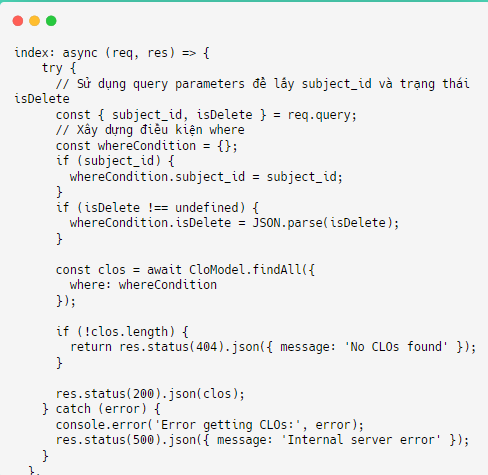 index: async (req, res) => {
    try {
      // Sử dụng query parameters để lấy subject_id và trạng thái
isDelete
      const { subject_id, isDelete } = req.query;
      // Xây dựng điều kiện where
      const whereCondition = {};
      if (subject_id) {
        whereCondition.subject_id = subject_id;
      }
      if (isDelete !== undefined) {
        whereCondition.isDelete = JSON.parse(isDelete);
      }

      const clos = await CloModel.findAll({
        where: whereCondition
      });

      if (!clos.length) {
        return res.status(404).json({ message: 'No CLOs found' });
      }

      res.status(200).json(clos);
    } catch (error) {
      console.error('Error getting CLOs:', error);
      res.status(500).json({ message: 'Internal server error' });
    }
  },